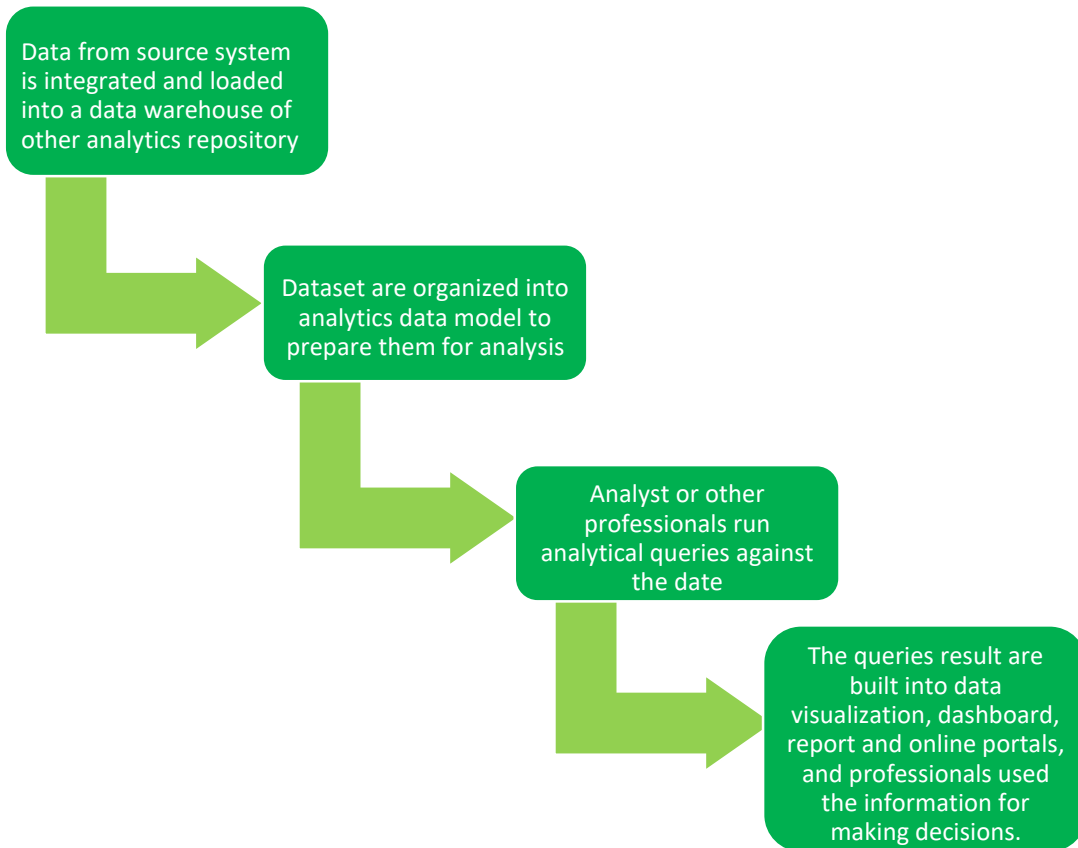 Data from source system
is integrated and loaded
into a data warehouse of
other analytics repository
Dataset are organized into
analytics data model to
prepare them for analysis
Analyst or other
professionals run
analytical queries against
the date
The queries result are
built into data
visualization, dashboard,
report and online portals,
and professionals used
the information for
making decisions.